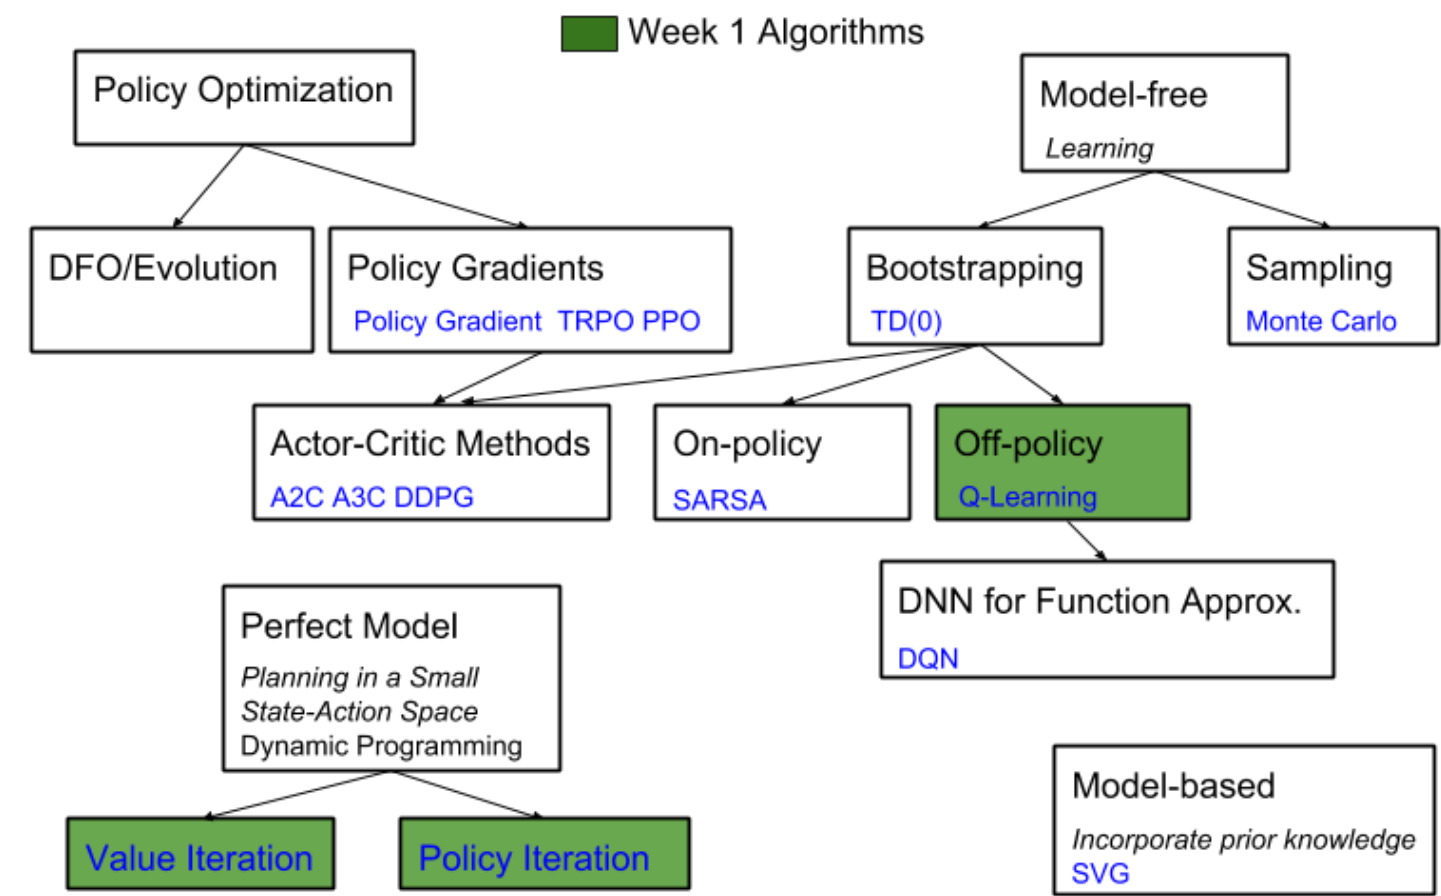 Week 1 Algorithms
Policy Optimization
Model-free
Learning
DFO/Evolution
Policy Gradients
Policy Gradient TRPO PPO
Bootstrapping
TD(0)
Sampling
Monte Carlo
Actor-Critic Methods
A2C A3C DDPG
On-policy
SARSA
Off-policy
Q-Learning
DNN for Function Approx.
DQN
Perfect Model
Planning in a Small
State-Action Space
Dynamic Programming
Value Iteration
Policy Iteration
Model-based
Incorporate prior knowledge
SVG